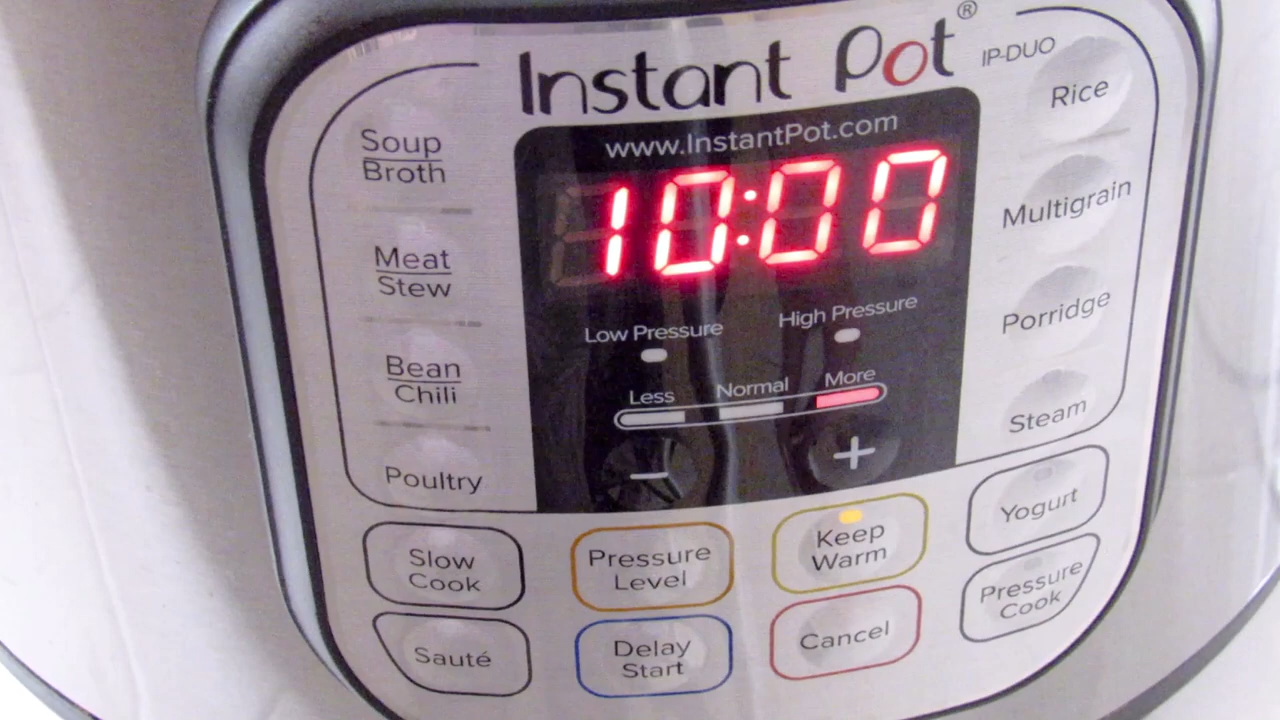 Instant Pot®
IP-DUO
www.InstantPot.com
10:00
Soup
Broth
Meat
Stew
Bean
Chili
Poultry
Rice
Multigrain
Porridge
Steam
Low Pressure
High Pressure
Less Normal More
− +
Slow
Cook
Pressure
Level
Keep
Warm
Yogurt
Sauté
Delay
Start
Cancel
Pressure
Cook